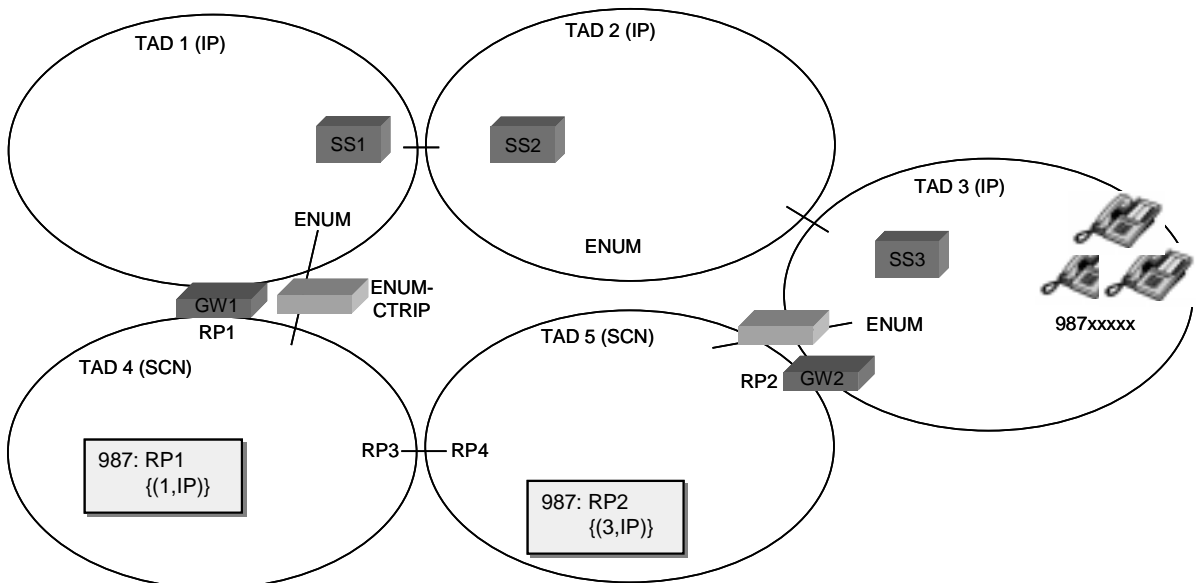 TAD 1 (IP)
TAD 2 (IP)
SS1
SS2
TAD 3 (IP)
ENUM
ENUM
SS3
ENUM-
CTRIP
GW1
RP1
ENUM
987xxxxx
TAD 4 (SCN)
TAD 5 (SCN)
RP2
GW2
RP3
RP4
987: RP1
{(1,IP)}
987: RP2
{(3,IP)}